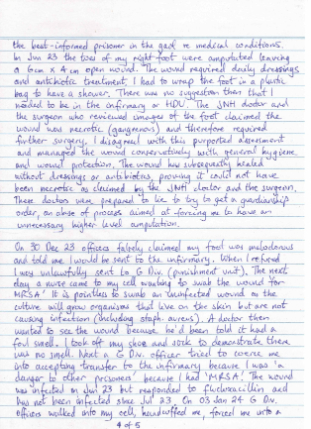 the best-informed prisoner in the gaol re medical conditions.
In Jun 23 the toes of my right foot were amputated leaving
a 6cm x 4cm open wound. The wound required daily dressings
and antibiotic treatment. I had to wrap the foot in a plastic
bag to have a shower. There was no suggestion then that I
needed to be in the infirmary or HDU. The JNH doctor and
the surgeon who reviewed images of the foot claimed the
wound was necrotic (gangrenous) and therefore required
further surgery. I disagreed with this purported assessment
and managed the wound conservatively with general hygiene
and wound protection. The wound has subsequently healed
without dressings or antibiotics, proving it could not have
been necrotic as claimed by the JNH doctor and the surgeon.
These doctors were prepared to lie to try to get a guardianship
order, an abuse of process aimed at forcing me to have an
unnecessary higher level amputation.
On 30 Dec 23 officers falsely claimed my foot was malodorous
and told me I would be sent to the infirmary. When I refused
I was unlawfully sent to G Div (punishment unit). The next
day a nurse came to my cell wanting to swab the wound for
MRSA. It is pointless to swab an uninfected wound as the
culture will grow organisms that live on the skin but are not
causing infection (including staph. aureus). A doctor then
wanted to see the wound because he'd been told it had a
foul smell. I took off my shoe and sock to demonstrate there
was no smell. Next a G Div. officer tried to coerce me
into accepting transfer to the infirmary because I was 'a
danger to other prisoners' because I had 'MRSA'. The wound
was infected in Jun 23 but responded to flucloxacillin and
has not been infected since Jul 23. On 03 Jan 24 G Div.
officers walked into my cell, handcuffed me, forced me into a
4 of 5